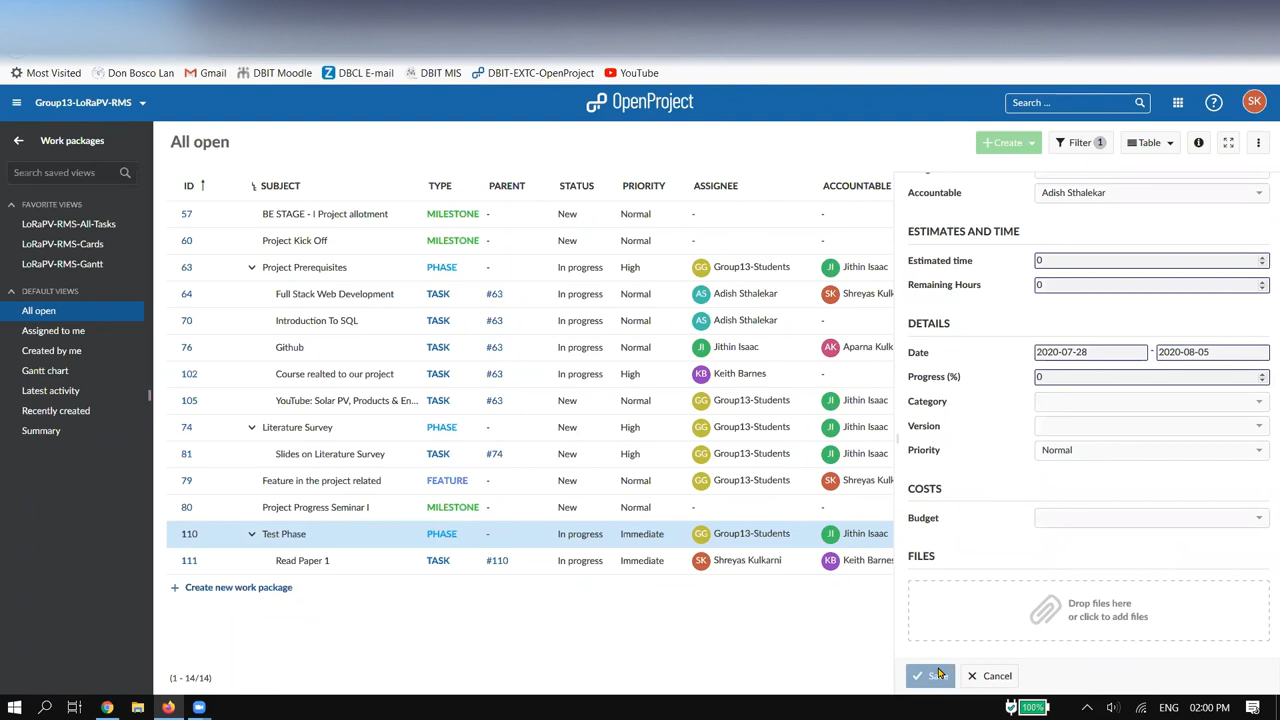 Most Visited Don Bosco Lan Gmail DBIT Moodle DBCL E-mail DBIT MIS DBIT-EXTC-OpenProject YouTube
Group13-LoRaPV-RMS OpenProject Search ... ? SK
Work packages
Search saved views
FAVORITE VIEWS
LoRaPV-RMS-All-Tasks
LoRaPV-RMS-Cards
LoRaPV-RMS-Gantt
DEFAULT VIEWS
All open
Assigned to me
Created by me
Gantt chart
Latest activity
Recently created
Summary
All open + Create Filter 1 Table
ID SUBJECT TYPE PARENT STATUS PRIORITY ASSIGNEE ACCOUNTABLE
57 BE STAGE - I Project allotment MILESTONE - New Normal - -
60 Project Kick Off MILESTONE - New Normal - -
63 Project Prerequisites PHASE - In progress High GG Group13-Students JI Jithin Isaac
64 Full Stack Web Development TASK #63 In progress Normal AS Adish Sthalekar SK Shreyas Kulk
70 Introduction To SQL TASK #63 In progress Normal AS Adish Sthalekar -
76 Github TASK #63 In progress Normal JI Jithin Isaac AK Aparna Kulk
102 Course realted to our project TASK #63 In progress High KB Keith Barnes -
105 YouTube: Solar PV, Products & En... TASK #63 In progress Normal GG Group13-Students JI Jithin Isaac
74 Literature Survey PHASE - In progress High GG Group13-Students JI Jithin Isaac
81 Slides on Literature Survey TASK #74 In progress High GG Group13-Students JI Jithin Isaac
79 Feature in the project related FEATURE - New Normal GG Group13-Students SK Shreyas Kulk
80 Project Progress Seminar I MILESTONE - New Normal - -
110 Test Phase PHASE - In progress Immediate GG Group13-Students JI Jithin Isaac
111 Read Paper 1 TASK #110 In progress Immediate SK Shreyas Kulkarni KB Keith Barnes
+ Create new work package
(1 - 14/14)
Accountable Adish Sthalekar
ESTIMATES AND TIME
Estimated time 0
Remaining Hours 0
DETAILS
Date 2020-07-28 - 2020-08-05
Progress (%) 0
Category
Version
Priority Normal
COSTS
Budget
FILES
Drop files here
or click to add files
Cancel
100% ENG 02:00 PM